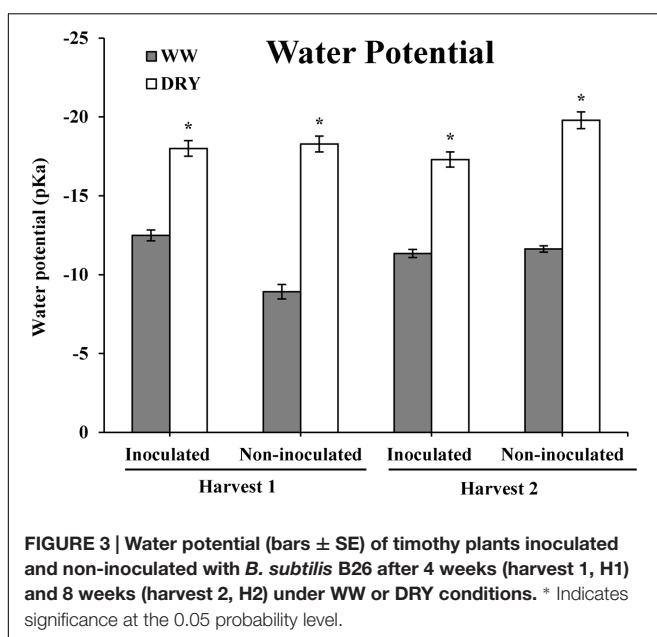 Water Potential
WW
DRY
-25
-20
-15
-10
-5
0
Water potential (pKa)
* * * *
Inoculated Non-inoculated Inoculated Non-inoculated
Harvest 1 Harvest 2
FIGURE 3 | Water potential (bars ± SE) of timothy plants inoculated
and non-inoculated with B. subtilis B26 after 4 weeks (harvest 1, H1)
and 8 weeks (harvest 2, H2) under WW or DRY conditions. * Indicates
significance at the 0.05 probability level.